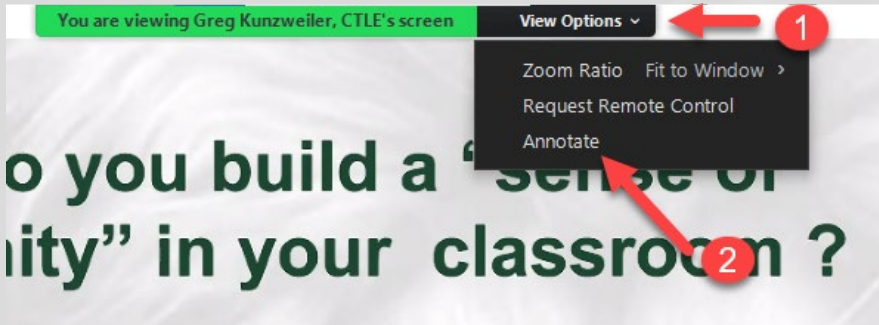 You are viewing Greg Kunzweiler, CTLE's screen View Options
1
Zoom Ratio Fit to Window >
Request Remote Control
Annotate
o you build a “sense of
nity” in your classroom ?
2